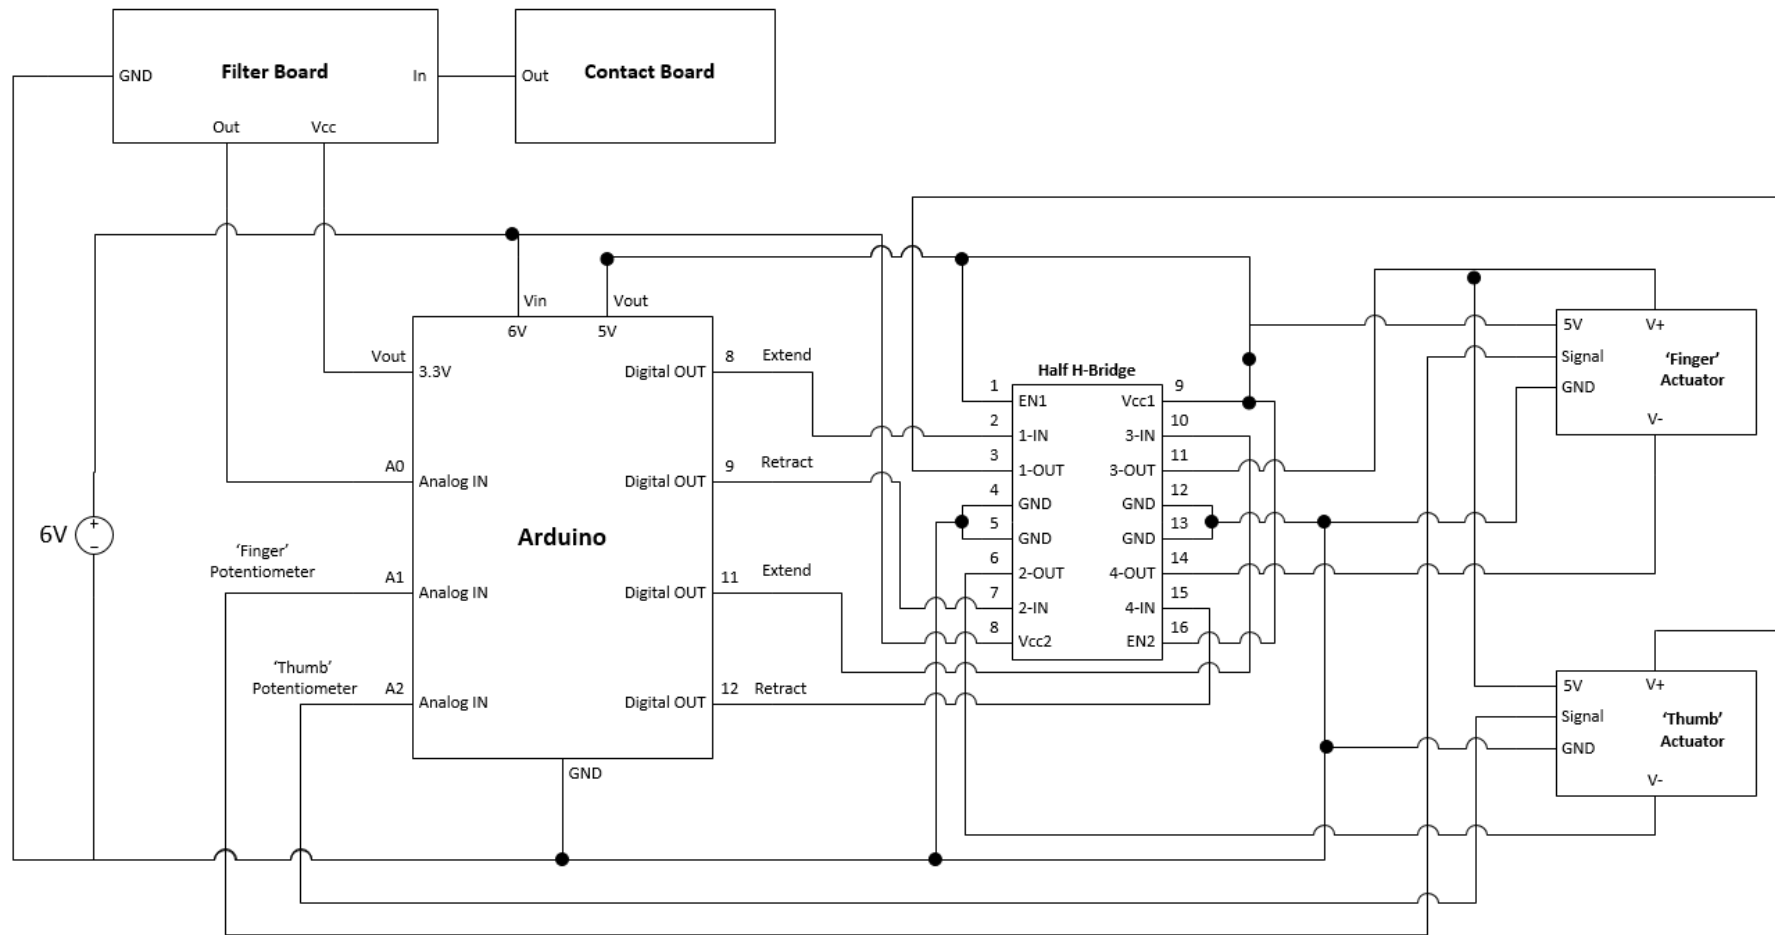 GND
Filter Board
In
Out
Vcc
Out
Contact Board
6V
Vin
6V
Vout
5V
Vout
3.3V
A0
Analog IN
'Finger'
Potentiometer
A1
Analog IN
'Thumb'
Potentiometer
A2
Analog IN
Arduino
Digital OUT
8
Extend
Digital OUT
9
Retract
Digital OUT
11
Extend
Digital OUT
12
Retract
GND
Half H-Bridge
1
EN1
2
1-IN
3
1-OUT
4
GND
5
GND
6
2-OUT
7
2-IN
8
Vcc2
9
Vcc1
10
3-IN
11
3-OUT
12
GND
13
GND
14
4-OUT
15
4-IN
16
EN2
5V
V+
Signal
'Finger'
Actuator
GND
V-
5V
V+
Signal
'Thumb'
Actuator
GND
V-